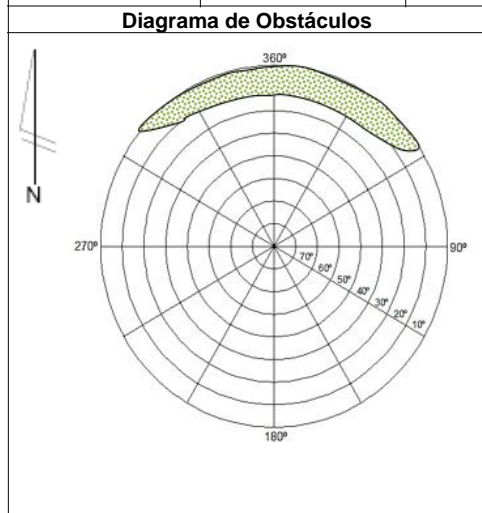 Diagrama de Obstáculos
360º
N
270º
90º
70º
60º
50º
40º
30º
20º
10º
180º